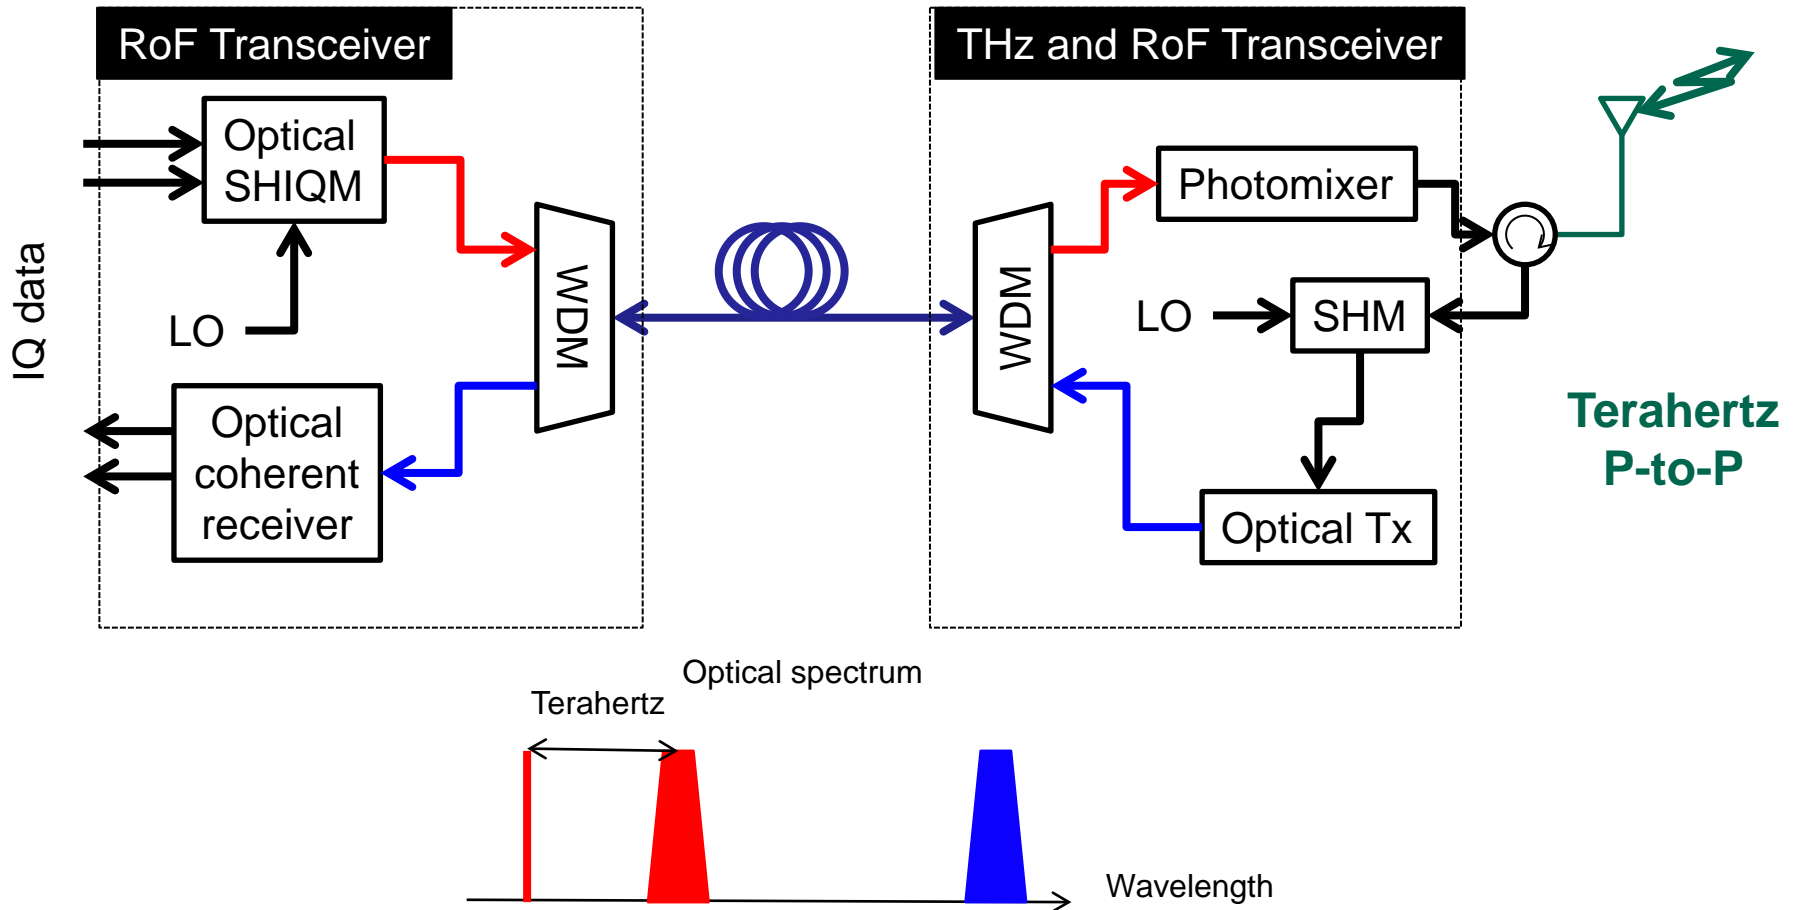 RoF Transceiver
THz and RoF Transceiver
Optical
SHIQM
IQ data
LO
WDM
Optical
coherent
receiver
WDM
Photomixer
LO
SHM
Optical Tx
Terahertz
P-to-P
Optical spectrum
Terahertz
Wavelength